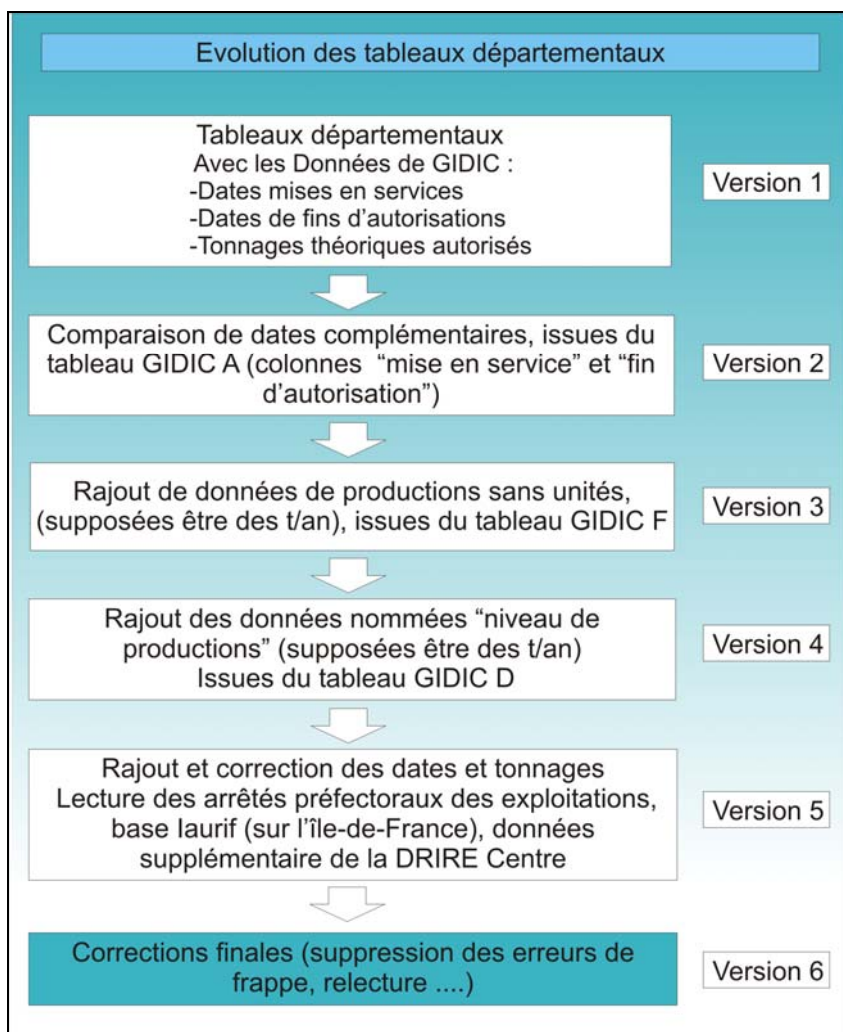 Evolution des tableaux départementaux
Tableaux départementaux
Avec les Données de GIDIC :
-Dates mises en services
-Dates de fins d'autorisations
-Tonnages théoriques autorisés
Version 1
Comparaison de dates complémentaires, issues du
tableau GIDIC A (colonnes “mise en service” et “fin
d'autorisation”)
Version 2
Rajout de données de productions sans unités,
(supposées être des t/an), issues du tableau GIDIC F
Version 3
Rajout des données nommées “niveau de
productions” (supposées être des t/an)
Issues du tableau GIDIC D
Version 4
Rajout et correction des dates et tonnages
Lecture des arrêtés préfectoraux des exploitations,
base Iaurif (sur l'île-de-France), données
supplémentaire de la DRIRE Centre
Version 5
Corrections finales (suppression des erreurs de
frappe, relecture ....)
Version 6